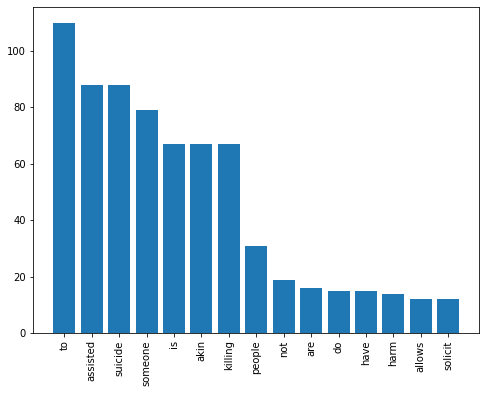 100
80
60
40
20
0
to
assisted
suicide
someone
is
akin
killing
people
not
are
do
have
harm
allows
solicit